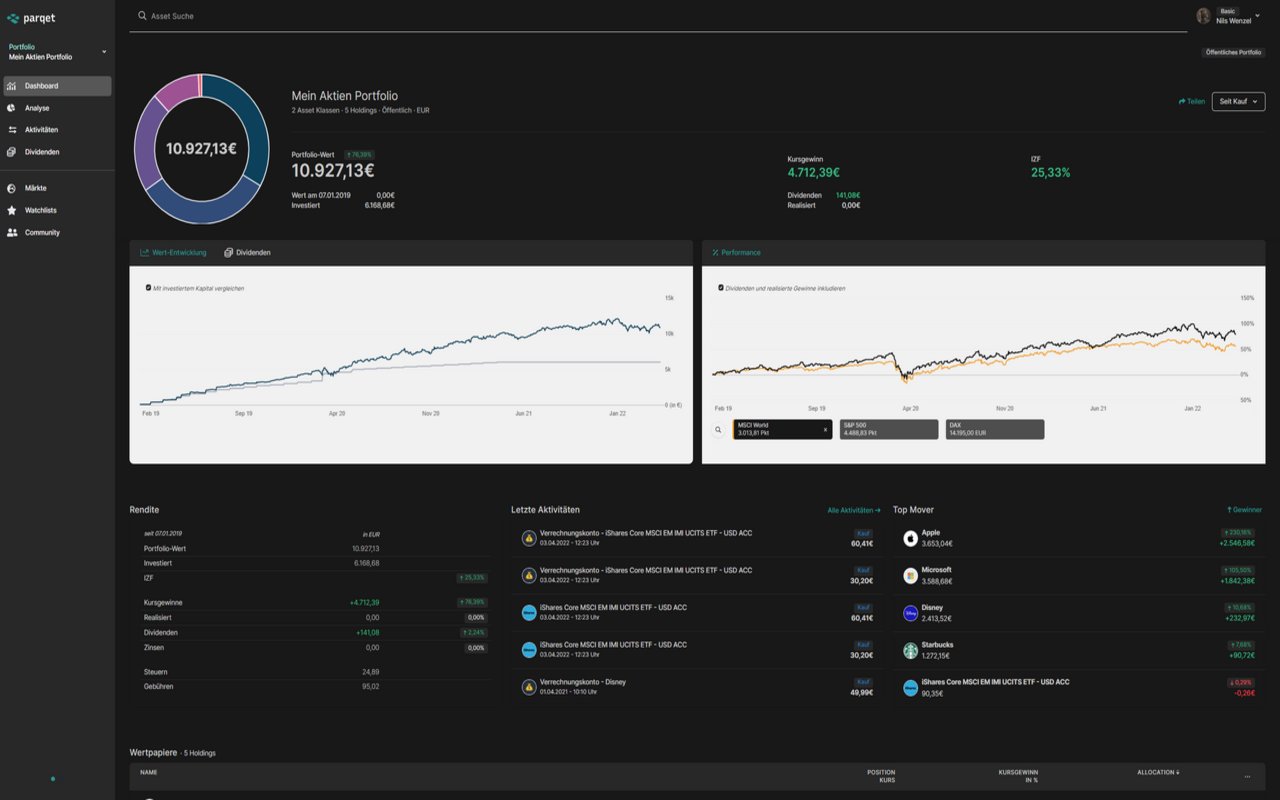 parqet
Asset Suche
Basic
Nils Wenzel
Portfolio
Mein Aktien Portfolio
Öffentliches Portfolio
Dashboard
Analyse
Aktivitäten
Dividenden
Märkte
Watchlists
Community
10.927,13€
Mein Aktien Portfolio
2 Asset Klassen · 5 Holdings · Öffentlich · EUR
Teilen
Seit Kauf
Portfolio-Wert ↑ 76,39%
10.927,13€
Wert am 07.01.2019 0,00€
Investiert 6.168,68€
Kursgewinn
4.712,39€
Dividenden 141,08€
Realisiert 0,00€
IZF
25,33%
Wert-Entwicklung
Dividenden
Mit investiertem Kapital vergleichen
15k
10k
5k
0 (in €)
Feb 19
Sep 19
Apr 20
Nov 20
Jun 21
Jan 22
Performance
Dividenden und realisierte Gewinne inkludieren
150%
100%
50%
0%
50%
Feb 19
Sep 19
Apr 20
Nov 20
Jun 21
Jan 22
MSCI World
3.013,81 Pkt
x
S&P 500
4.488,83 Pkt
DAX
14.195,00 EUR
Rendite
seit 07.01.2019 in EUR
Portfolio-Wert 10.927,13
Investiert 6.168,68
IZF ↑ 25,33%
Kursgewinne +4.712,39 ↑ 76,39%
Realisiert 0,00 0,00%
Dividenden +141,08 ↑ 2,24%
Zinsen 0,00 0,00%
Steuern 24,89
Gebühren 95,02
Letzte Aktivitäten
Alle Aktivitäten →
Verrechnungskonto - iShares Core MSCI EM IMI UCITS ETF - USD ACC
03.04.2022 - 12:23 Uhr
Kauf
60,41€
Verrechnungskonto - iShares Core MSCI EM IMI UCITS ETF - USD ACC
03.04.2022 - 12:23 Uhr
Kauf
30,20€
iShares Core MSCI EM IMI UCITS ETF - USD ACC
03.04.2022 - 12:23 Uhr
Kauf
60,41€
iShares Core MSCI EM IMI UCITS ETF - USD ACC
03.04.2022 - 12:23 Uhr
Kauf
30,20€
Verrechnungskonto - Disney
01.04.2021 - 10:10 Uhr
Kauf
49,99€
Top Mover
↑ Gewinner
Apple
3.653,04€
↑ 230,16%
+2.546,58€
Microsoft
3.588,68€
↑ 105,50%
+1.842,38€
Disney
2.413,52€
↑ 10,68%
+232,97€
Starbucks
1.272,15€
↑ 7,68%
+90,72€
iShares Core MSCI EM IMI UCITS ETF - USD ACC
90,35€
↓ 0,29%
-0,26€
Wertpapiere · 5 Holdings
NAME
POSITION
KURS
KURSGEWINN
IN %
ALLOCATION ↓
...